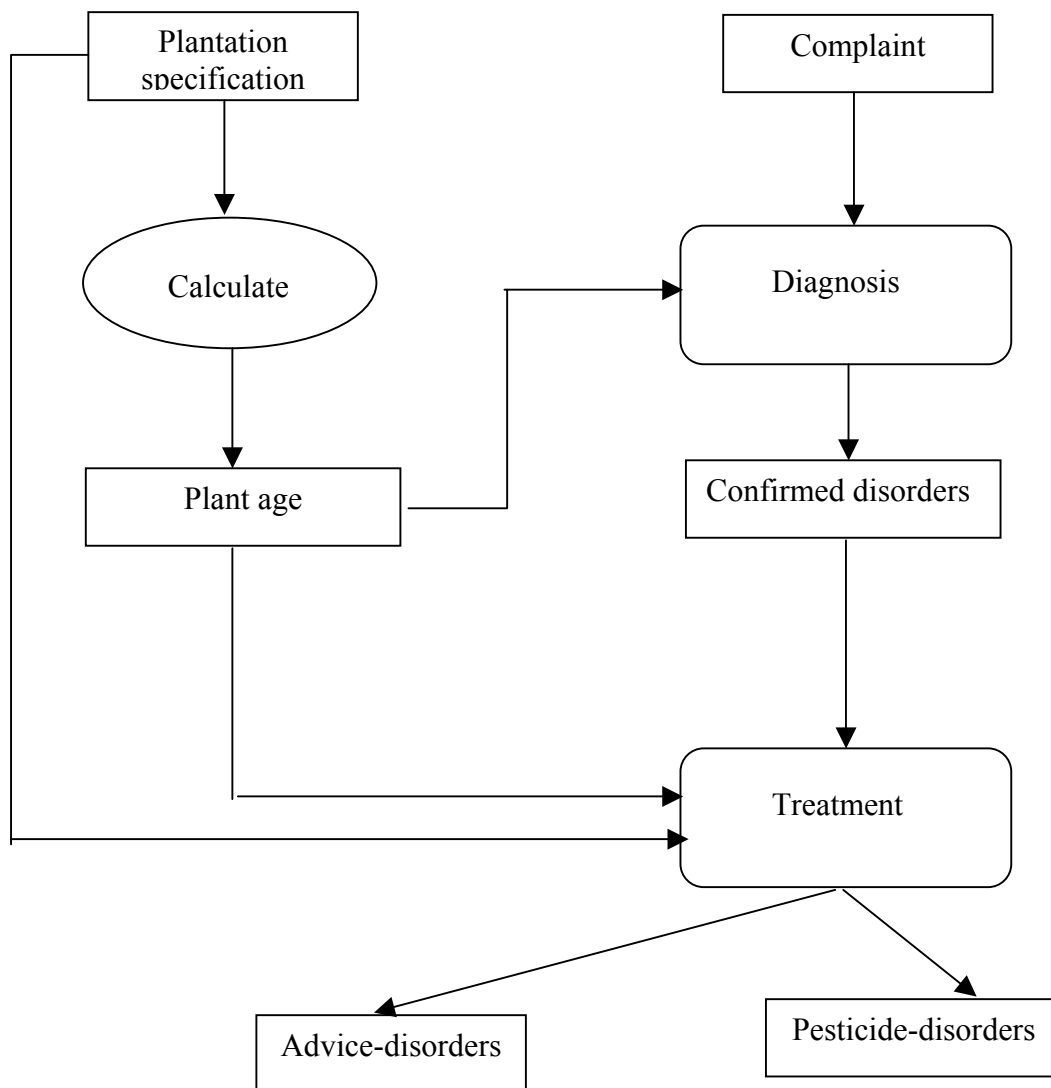 Plantation
specification
Complaint
Calculate
Diagnosis
Plant age
Confirmed disorders
Treatment
Advice-disorders
Pesticide-disorders